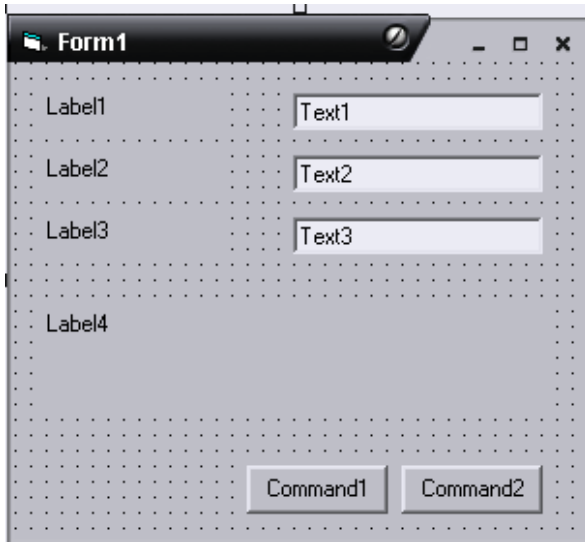 Form1
Label1 Text1
Label2 Text2
Label3 Text3
Label4
Command1 Command2